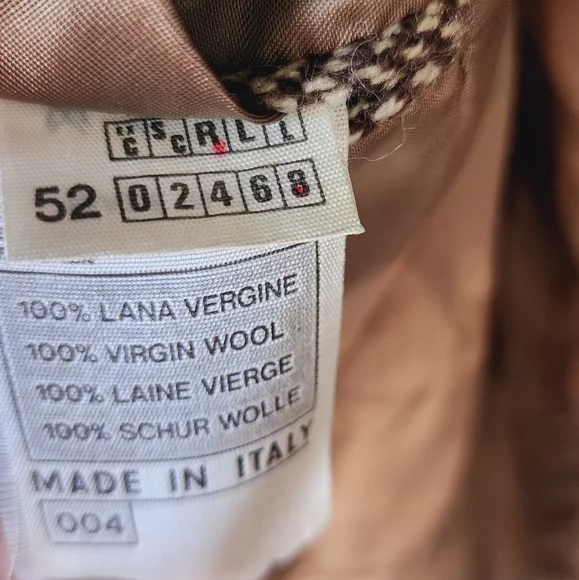 EX C S C R L L
52 0 2 4 6 8
100% LANA VERGINE
100% VIRGIN WOOL
100% LAINE VIERGE
100% SCHUR WOLLE
MADE IN ITALY
004